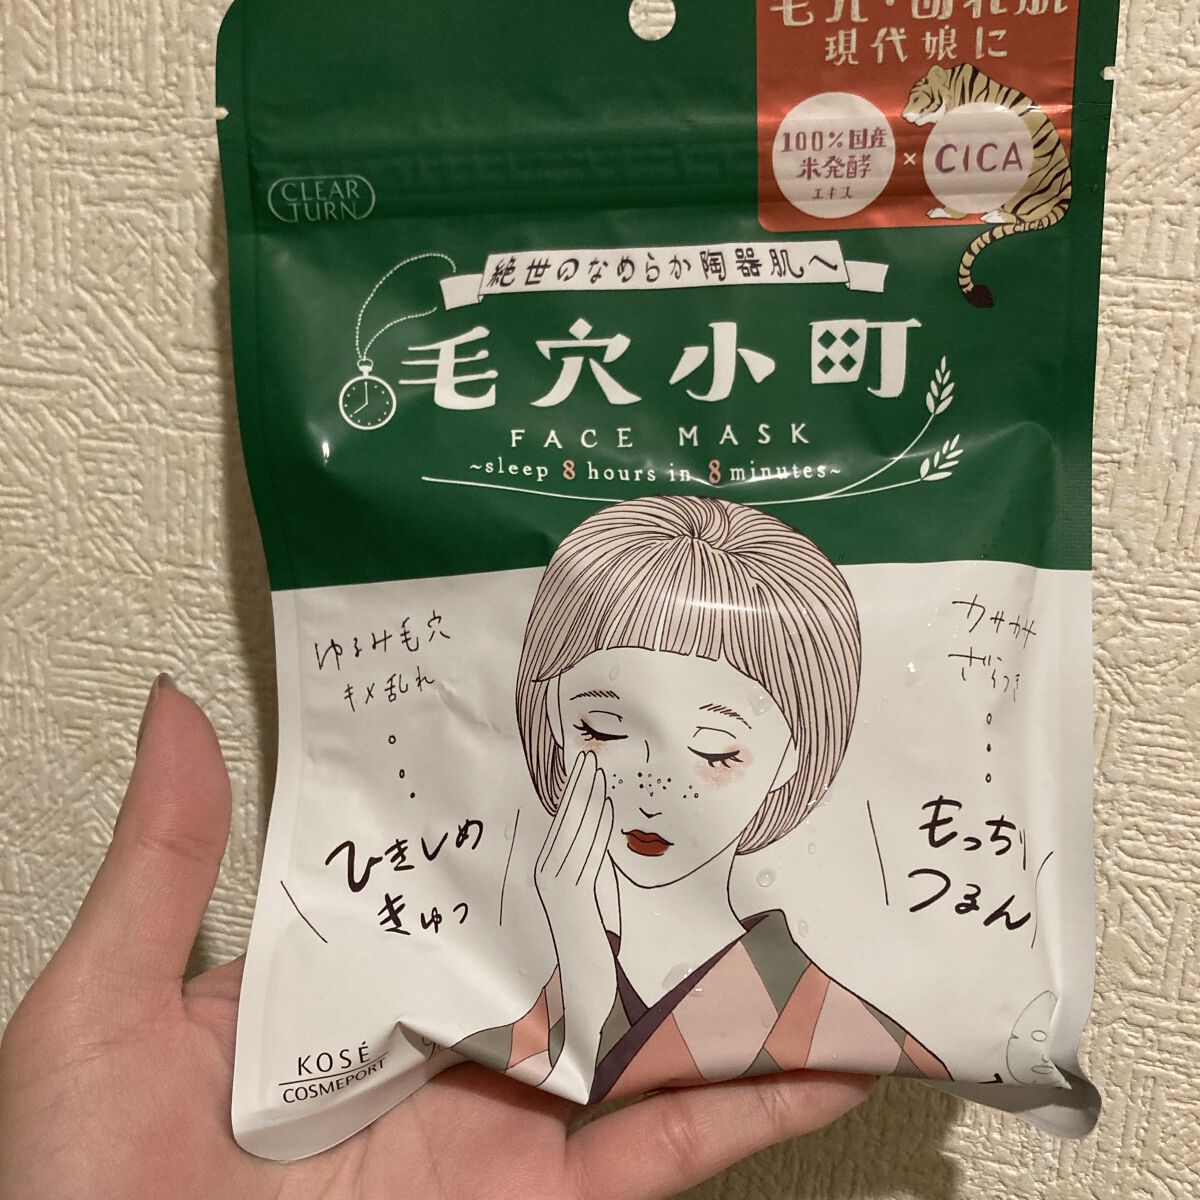 毛穴・肌
現代娘に
100%国産
米発酵
エキス
×
CICA
CICA
CLEAR
TURN
絶世のなめらか陶器肌へ
毛穴小町
FACE MASK
~sleep 8 hours in 8 minutes~
ゆるみ毛穴
キメ乱れ
ひきしめ
きゅっ
カサカサ
ざらつき
もっちり
つるん
KOSÉ
COSMEPORT